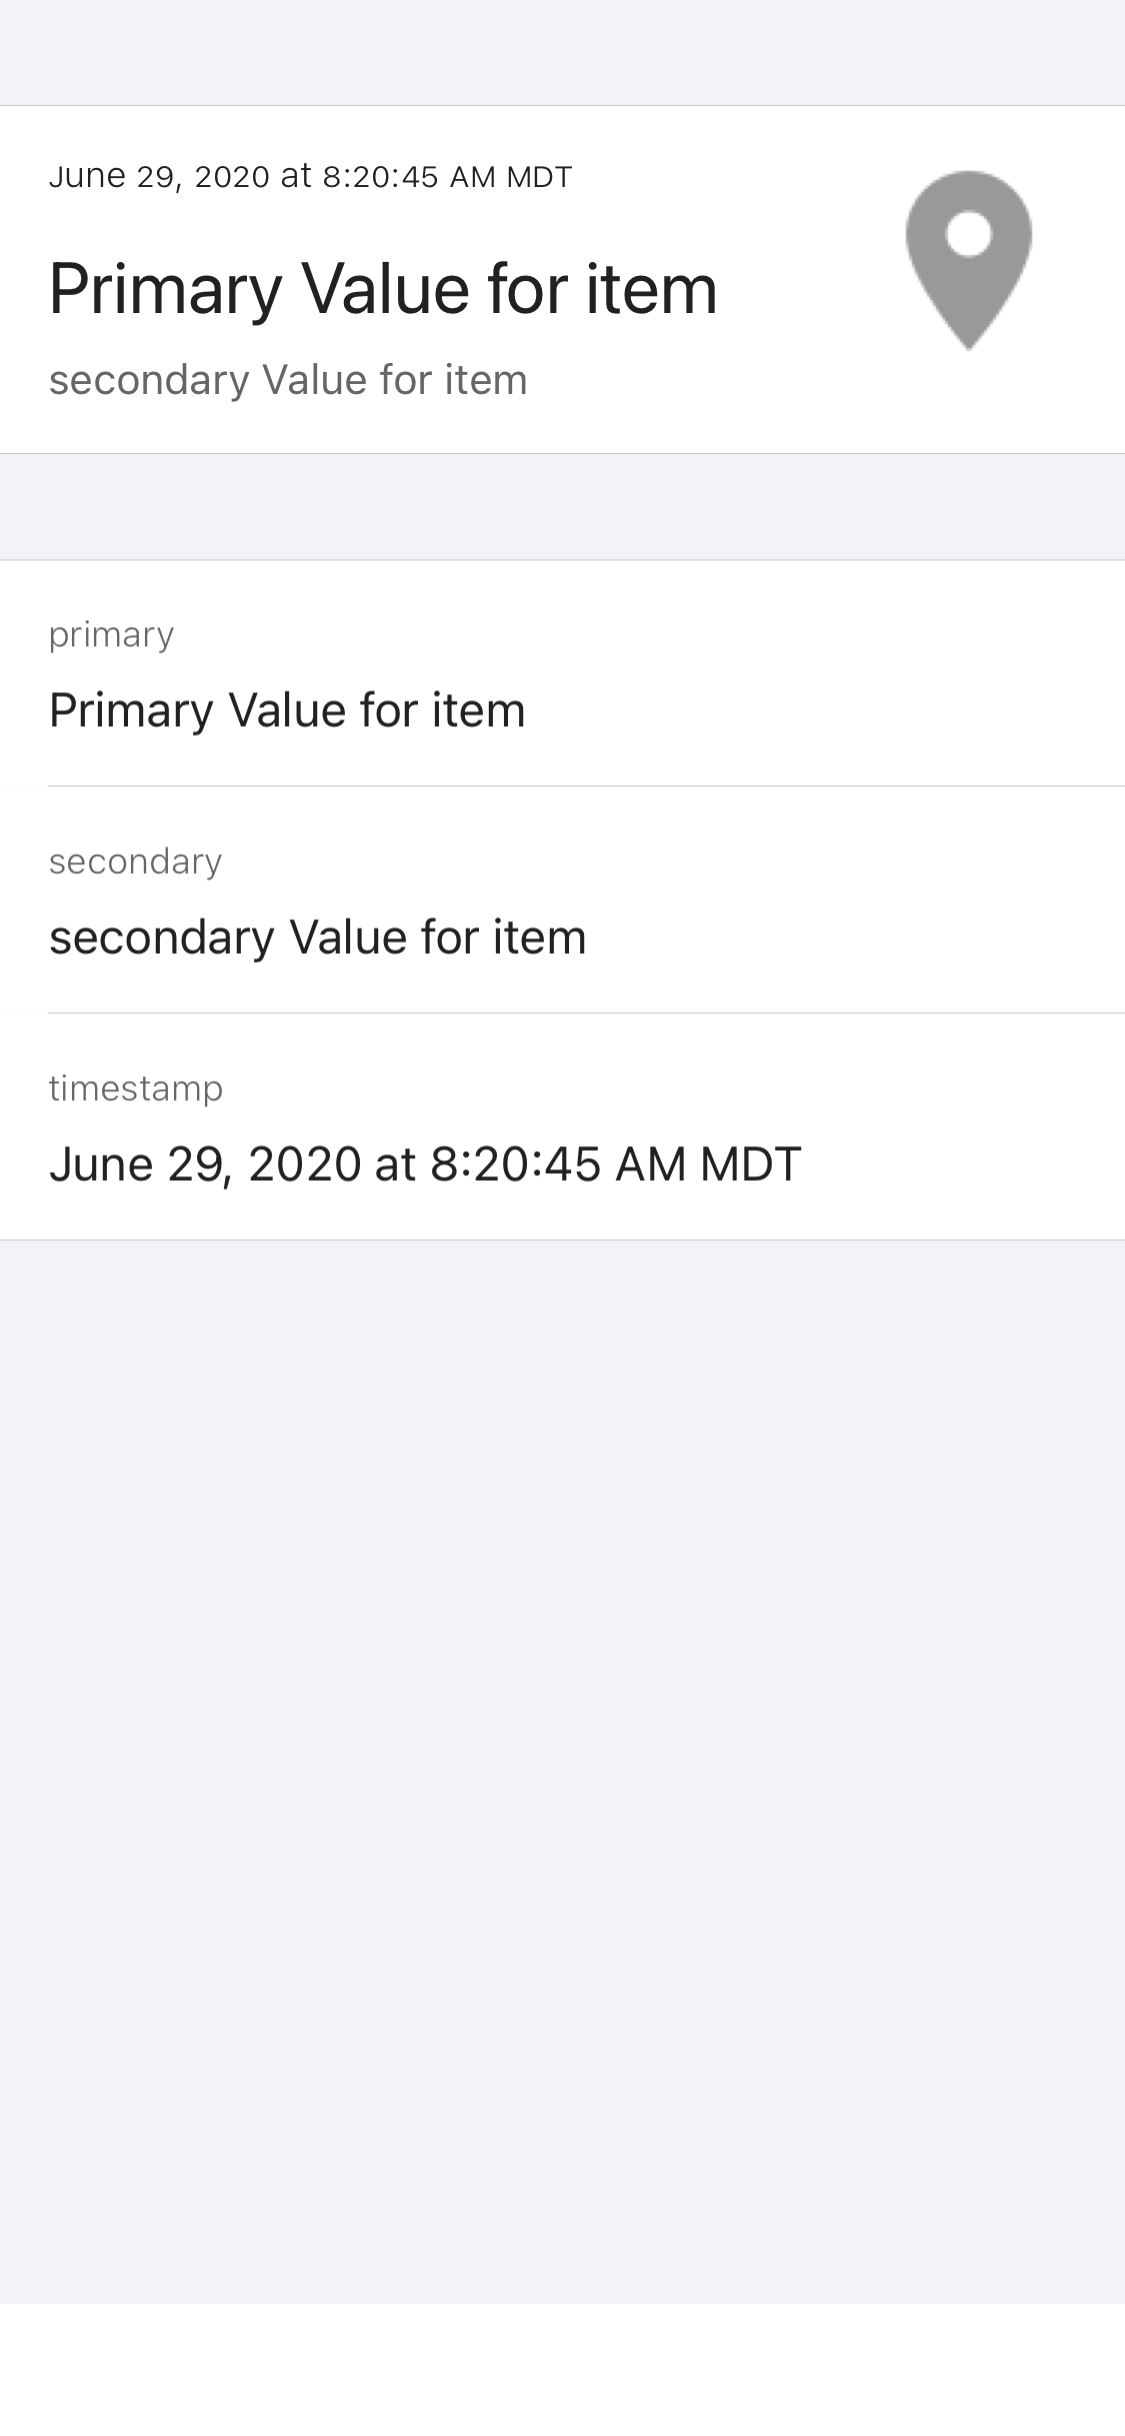 June 29, 2020 at 8:20:45 AM MDT
Primary Value for item
secondary Value for item
primary
Primary Value for item
secondary
secondary Value for item
timestamp
June 29, 2020 at 8:20:45 AM MDT